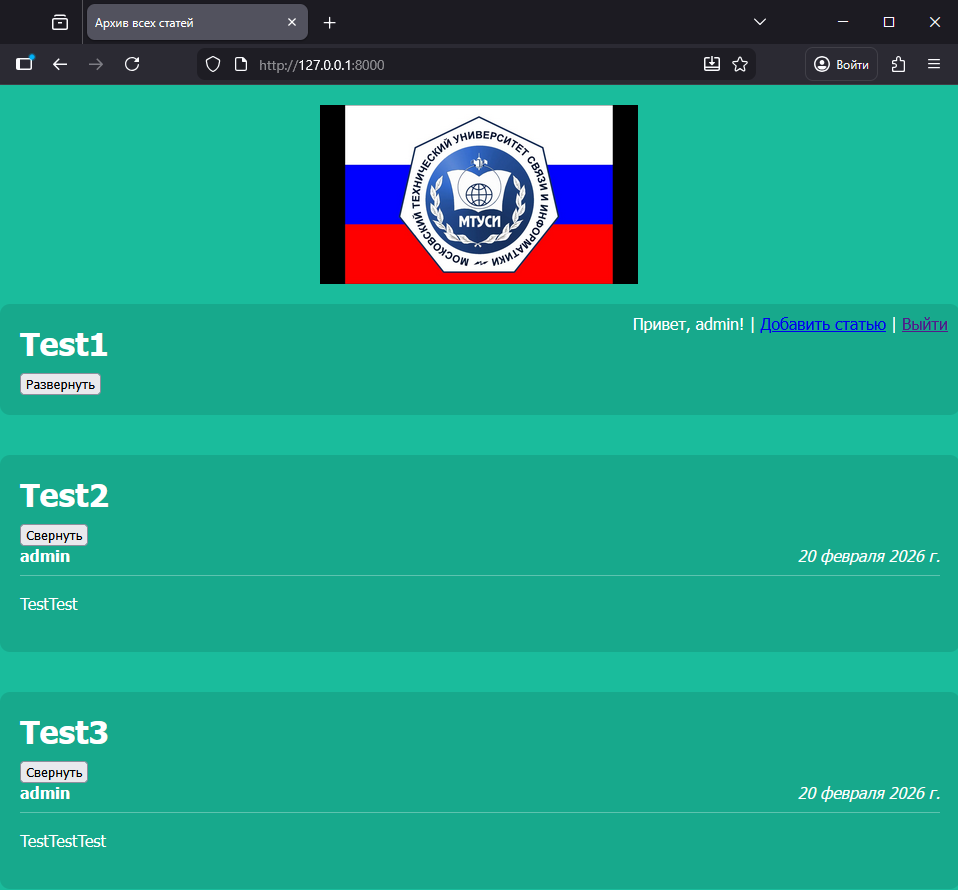 Архив всех статей
http://127.0.0.1:8000
Войти
МОСКОВСКИЙ ТЕХНИЧЕСКИЙ УНИВЕРСИТЕТ СВЯЗИ И ИНФОРМАТИКИ
МТУСИ
Привет, admin! | Добавить статью | Выйти
Test1
Развернуть
Test2
Свернуть
admin 20 февраля 2026 г.
TestTest
Test3
Свернуть
admin 20 февраля 2026 г.
TestTestTest